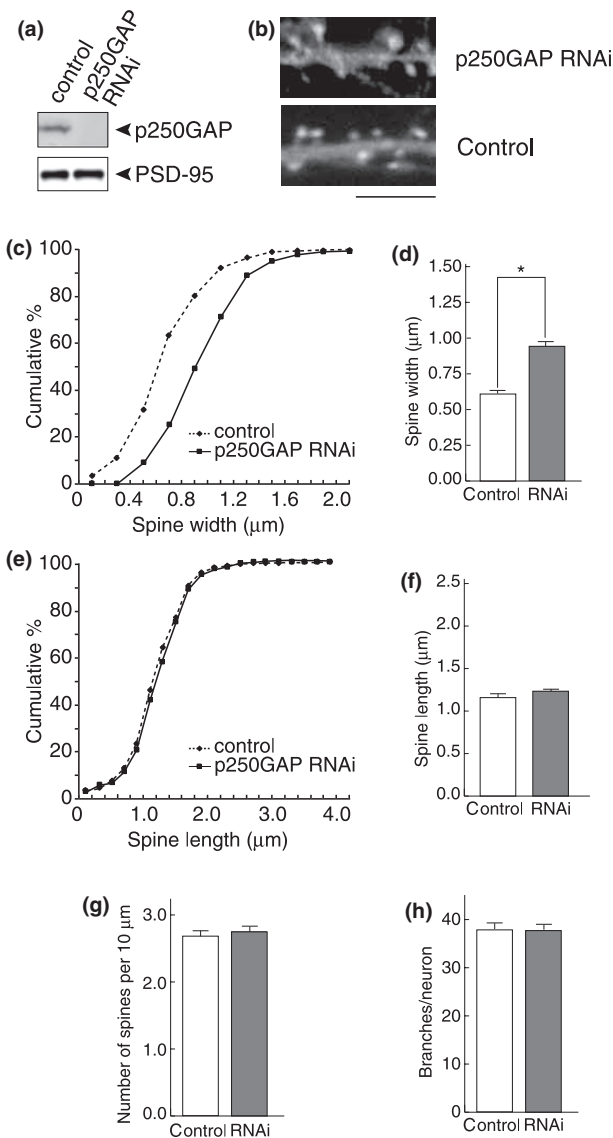 (a)
control
p250GAP
RNAi
p250GAP
PSD-95
(b)
p250GAP RNAi
Control
(c)
100
80
60
40
20
0
Cumulative %
control
p250GAP RNAi
0.0 0.4 0.8 1.2 1.6 2.0
Spine width (μm)
(d)
1.50
1.25
1.00
0.75
0.50
0.25
0.00
Spine width (μm)
*
Control RNAi
(e)
100
80
60
40
20
0
Cumulative %
control
p250GAP RNAi
0.0 1.0 2.0 3.0 4.0
Spine length (μm)
(f)
2.5
2.0
1.5
1.0
0.5
0.0
Spine length (μm)
Control RNAi
(g)
3.0
2.0
1.0
0.0
Number of spines per 10 μm
Control RNAi
(h)
40
30
20
10
0
Branches/neuron
Control RNAi